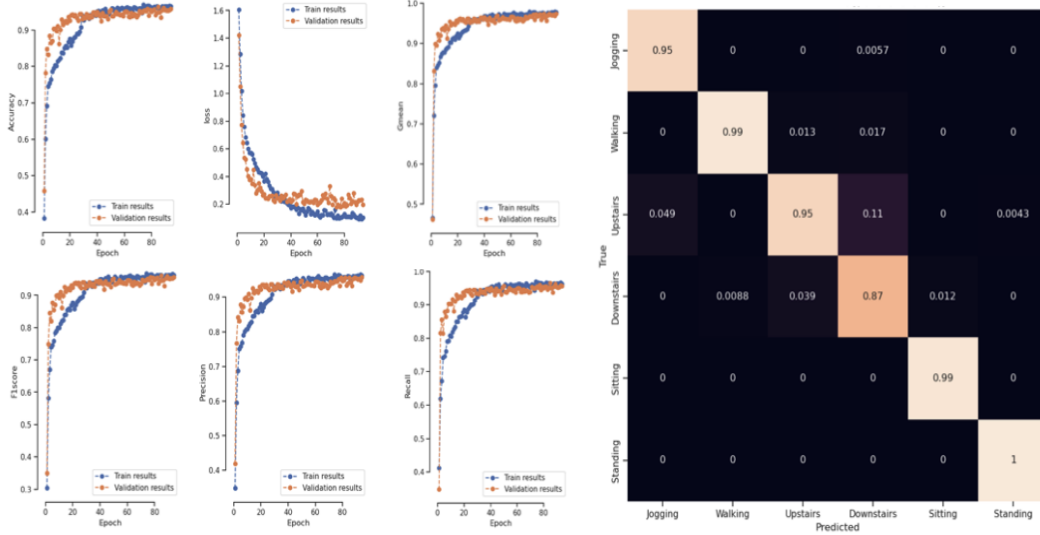 Accuracy
0.9
0.8
0.7
0.6
0.5
0.4
0
20
40
60
80
Epoch
Train results
Validation results
loss
1.6
1.4
1.2
1.0
0.8
0.6
0.4
0.2
0
20
40
60
80
Epoch
Train results
Validation results
Gmean
1.0
0.9
0.8
0.7
0.6
0.5
0
20
40
60
80
Epoch
Train results
Validation results
F1score
0.9
0.8
0.7
0.6
0.5
0.4
0.3
0
20
40
60
80
Epoch
Train results
Validation results
Precision
0.9
0.8
0.7
0.6
0.5
0.4
0
20
40
60
80
Epoch
Train results
Validation results
Recall
1.0
0.9
0.8
0.7
0.6
0.5
0.4
0
20
40
60
80
Epoch
Train results
Validation results
True
Jogging
0.95 0 0 0.0057 0 0
Walking
0 0.99 0.013 0.017 0 0
Upstairs
0.049 0 0.95 0.11 0 0.0043
Downstairs
0 0.0088 0.039 0.87 0.012 0
Sitting
0 0 0 0 0.99 0
Standing
0 0 0 0 0 1
Jogging Walking Upstairs Downstairs Sitting Standing
Predicted